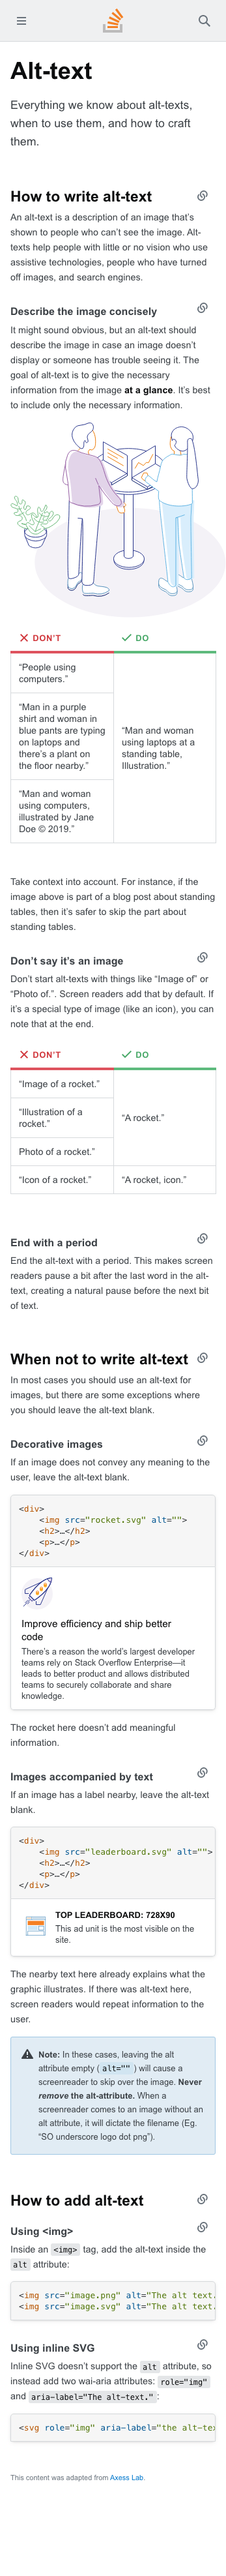 Alt-text
Everything we know about alt-texts,
when to use them, and how to craft
them.
How to write alt-text
An alt-text is a description of an image that's
shown to people who can't see the image. Alt-
texts help people with little or no vision who use
assistive technologies, people who have turned
off images, and search engines.
Describe the image concisely
It might sound obvious, but an alt-text should
describe the image in case an image doesn't
display or someone has trouble seeing it. The
goal of alt-text is to give the necessary
information from the image at a glance. It's best
to include only the necessary information.
DON'T
DO
“People using
computers.”
“Man in a purple
shirt and woman in
blue pants are typing
on laptops and
there's a plant on
the floor nearby.”
“Man and woman
using computers,
illustrated by Jane
Doe © 2019.”
“Man and woman
using laptops at a
standing table,
Illustration.”
Take context into account. For instance, if the
image above is part of a blog post about standing
tables, then it's safer to skip the part about
standing tables.
Don't say it's an image
Don't start alt-texts with things like “Image of” or
“Photo of.”. Screen readers add that by default. If
it's a special type of image (like an icon), you can
note that at the end.
DON'T
DO
“Image of a rocket.”
“Illustration of a
rocket.”
Photo of a rocket.”
“A rocket.”
“Icon of a rocket.”
“A rocket, icon.”
End with a period
End the alt-text with a period. This makes screen
readers pause a bit after the last word in the alt-
text, creating a natural pause before the next bit
of text.
When not to write alt-text
In most cases you should use an alt-text for
images, but there are some exceptions where
you should leave the alt-text blank.
Decorative images
If an image does not convey any meaning to the
user, leave the alt-text blank.
<div>
<img src="rocket.svg" alt="">
<h2>…</h2>
<p>…</p>
</div>
Improve efficiency and ship better
code
There's a reason the world's largest developer
teams rely on Stack Overflow Enterprise—it
leads to better product and allows distributed
teams to securely collaborate and share
knowledge.
The rocket here doesn't add meaningful
information.
Images accompanied by text
If an image has a label nearby, leave the alt-text
blank.
<div>
<img src="leaderboard.svg" alt="">
<h2>…</h2>
<p>…</p>
</div>
TOP LEADERBOARD: 728X90
This ad unit is the most visible on the
site.
The nearby text here already explains what the
graphic illustrates. If there was alt-text here,
screen readers would repeat information to the
user.
Note: In these cases, leaving the alt
attribute empty ( alt="" ) will cause a
screenreader to skip over the image. Never
remove the alt-attribute. When a
screenreader comes to an image without an
alt attribute, it will dictate the filename (Eg.
“SO underscore logo dot png”).
How to add alt-text
Using <img>
Inside an <img> tag, add the alt-text inside the
alt attribute:
<img src="image.png" alt="The alt text.
<img src="image.svg" alt="The alt text.
Using inline SVG
Inline SVG doesn't support the alt attribute, so
instead add two wai-aria attributes: role="img"
and aria-label="The alt-text." :
<svg role="img" aria-label="the alt-tex
This content was adapted from Axess Lab.